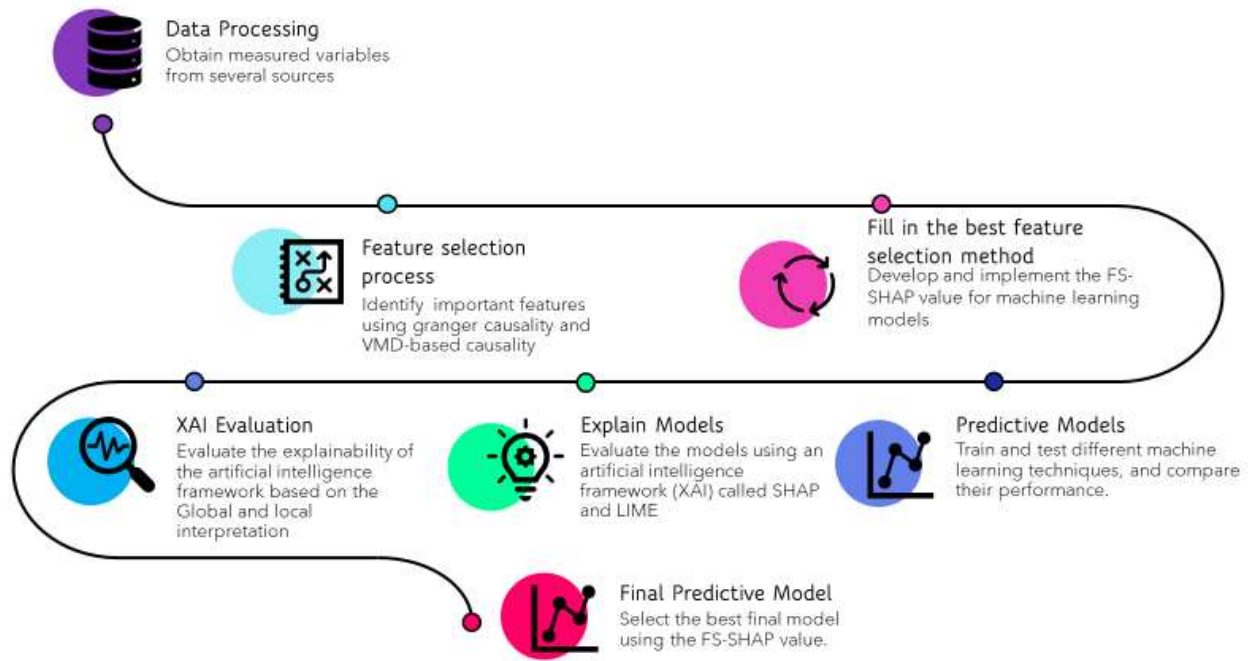 Data Processing
Obtain measured variables
from several sources
Feature selection
process
Identify important features
using granger causality and
VMD-based causality
Fill in the best feature
selection method
Develop and implement the FS-
SHAP value for machine learning
models
Predictive Models
Train and test different machine
learning techniques, and compare
their performance.
Explain Models
Evaluate the models using an
artificial intelligence
framework (XAI) called SHAP
and LIME
XAI Evaluation
Evaluate the explainability of
the artificial intelligence
framework based on the
Global and local
interpretation
Final Predictive Model
Select the best final model
using the FS-SHAP value.